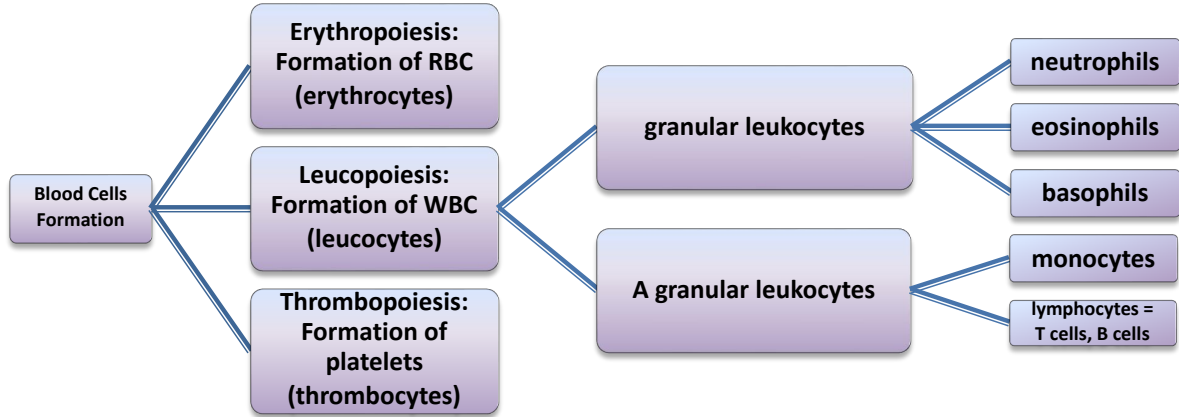 Blood Cells
Formation
Erythropoiesis:
Formation of RBC
(erythrocytes)
Leucopoiesis:
Formation of WBC
(leucocytes)
Thrombopoiesis:
Formation of
platelets
(thrombocytes)
granular leukocytes
A granular leukocytes
neutrophils
eosinophils
basophils
monocytes
lymphocytes =
T cells, B cells